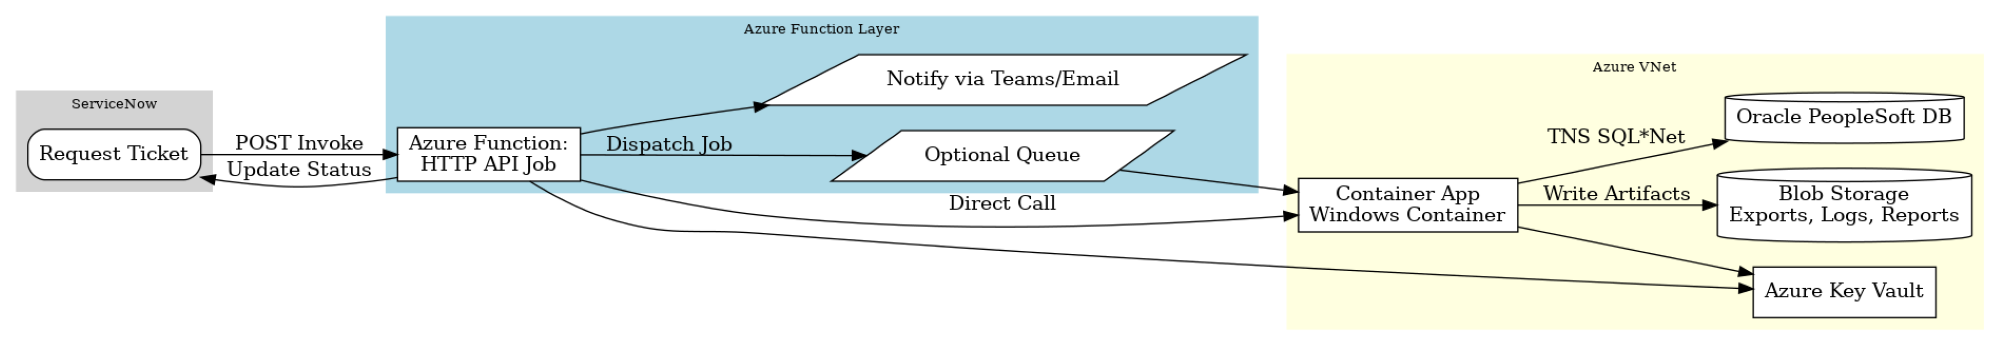 ServiceNow
Request Ticket
POST Invoke
Update Status
Azure Function Layer
Azure Function:
HTTP API Job
Notify via Teams/Email
Dispatch Job
Optional Queue
Direct Call
Azure VNet
Container App
Windows Container
TNS SQL*Net
Oracle PeopleSoft DB
Write Artifacts
Blob Storage
Exports, Logs, Reports
Azure Key Vault